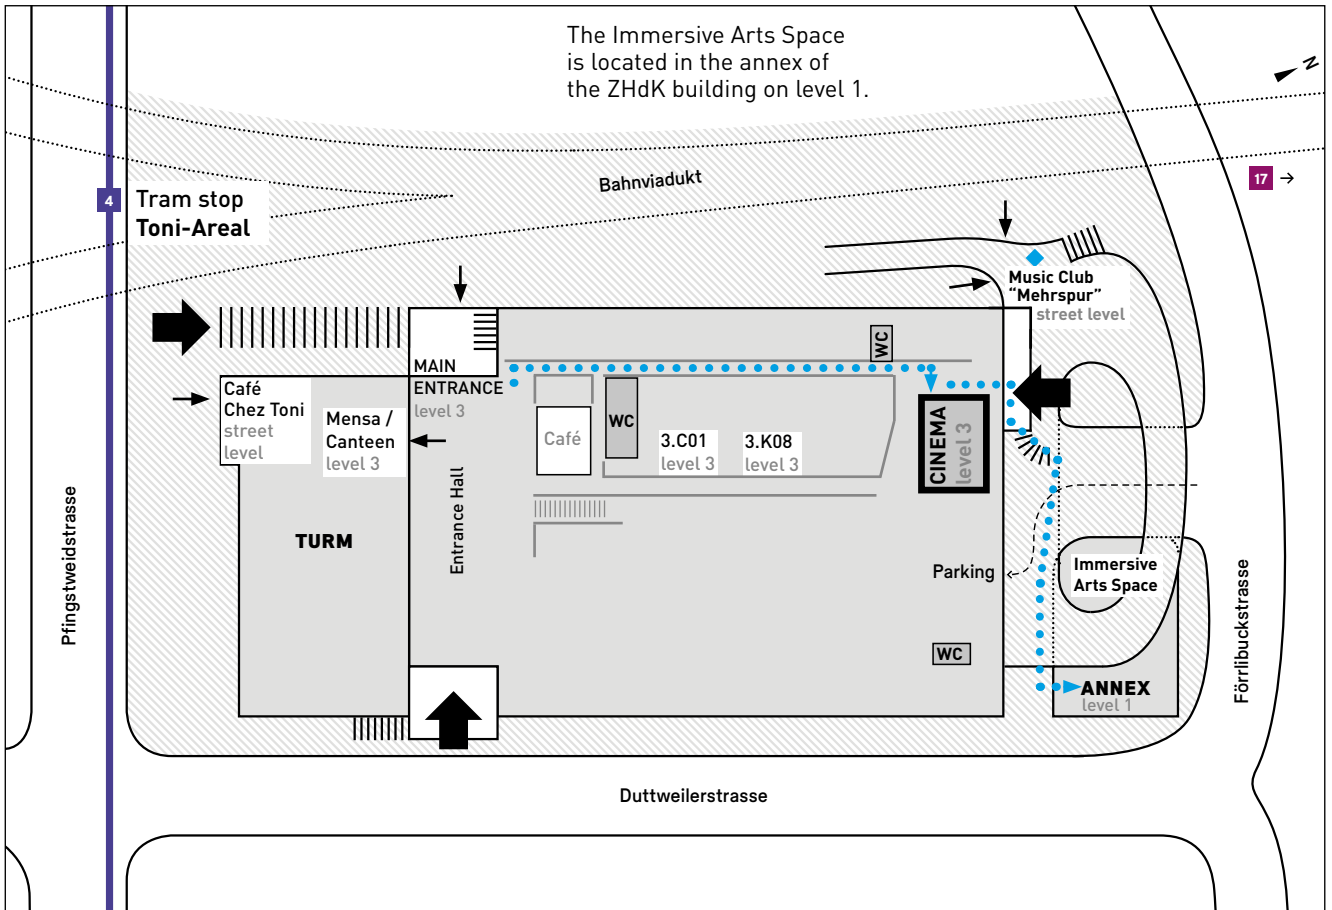 The Immersive Arts Space
is located in the annex of
the ZHdK building on level 1.
N
Bahnviadukt
17
4
Tram stop
Toni-Areal
Music Club
“Mehrspur”
street level
MAIN
ENTRANCE
level 3
WC
Café
Chez Toni
street
level
Mensa /
Canteen
level 3
Café
WC
3.C01
level 3
3.K08
level 3
CINEMA
level 3
Entrance Hall
TURM
Parking
Immersive
Arts Space
WC
ANNEX
level 1
Pfingstweidstrasse
Förrlibuckstrasse
Duttweilerstrasse